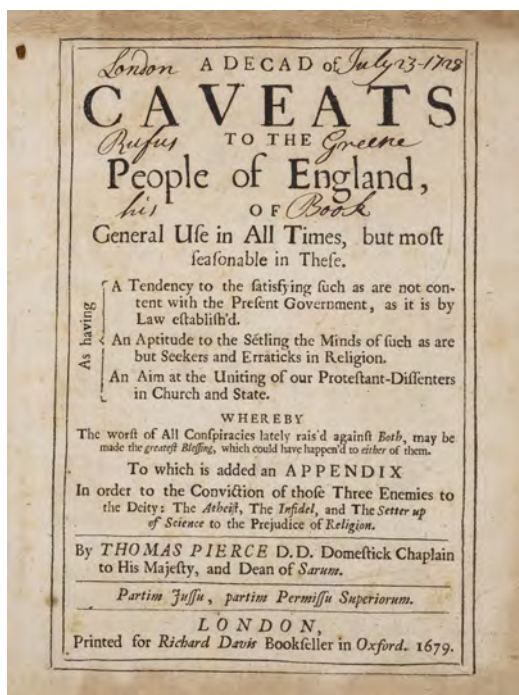 London A DECAD of July 23-1728
CAVEATS
Rufus TO THE Greene
People of England,
his OF Book
General Uſe in All Times, but moſt
ſeaſonable in Theſe.
As having
A Tendency to the ſatisfying ſuch as are not con-
tent with the Preſent Government, as it is by
Law eſtabliſh'd.
An Aptitude to the Sétling the Minds of ſuch as are
but Seekers and Erráticks in Religion.
An Aim at the Uniting of our Proteſtant-Diſſenters
in Church and State.
WHEREBY
The worſt of All Conſpiracies lately rais'd againſt Both, may be
made the greateſt Bleſſing, which could have happen'd to either of them.
To which is added an APPENDIX
In order to the Conviction of thoſe Three Enemies to
the Deity: The Atheiſt, The Infidel, and The Setter up
of Science to the Prejudice of Religion.
By THOMAS PIERCE D.D. Domeſtick Chaplain
to His Majeſty, and Dean of Sarum.
Partim Juſſu, partim Permiſſu Superiorum.
LONDON,
Printed for Richard Davis Bookſeller in Oxford. 1679.